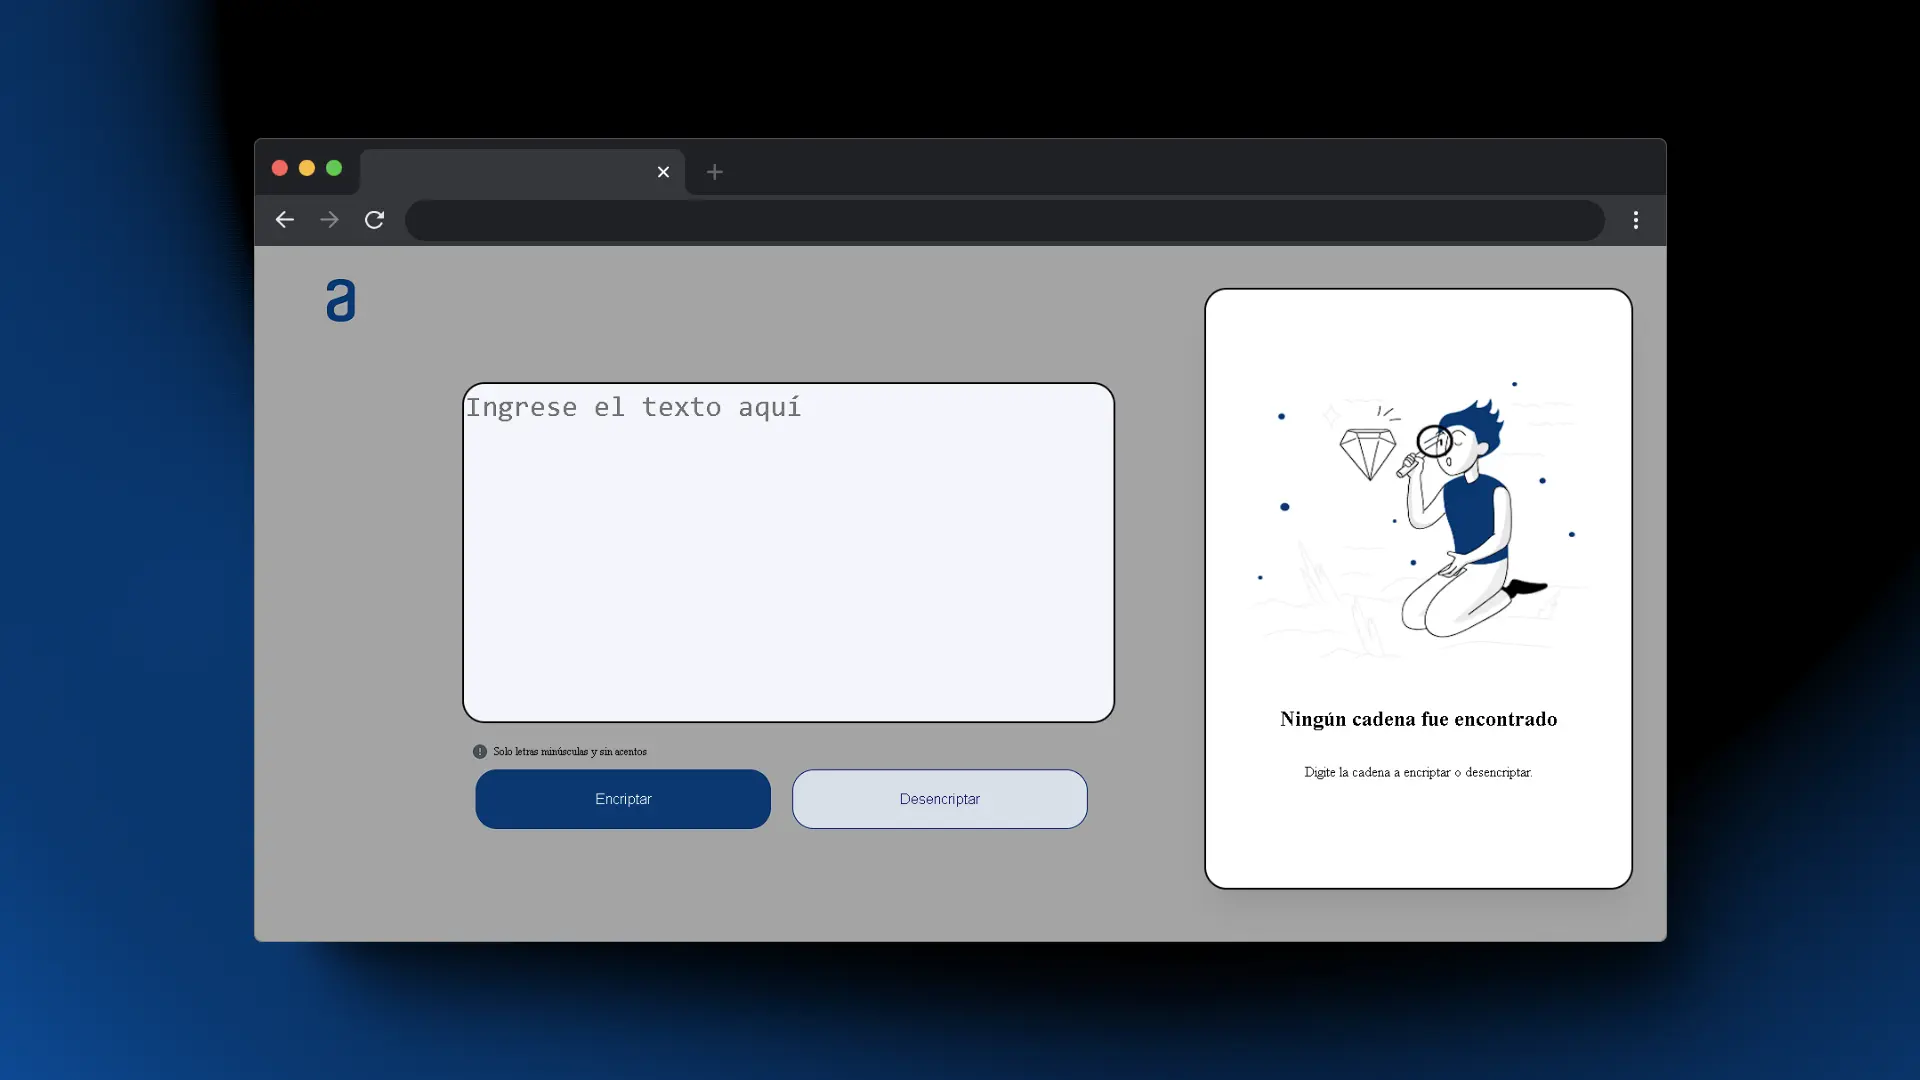 a
Ingrese el texto aquí
Solo letras minúsculas y sin acentos
Encriptar
Desencriptar
Ningún cadena fue encontrado
Digite la cadena a encriptar o desencriptar.